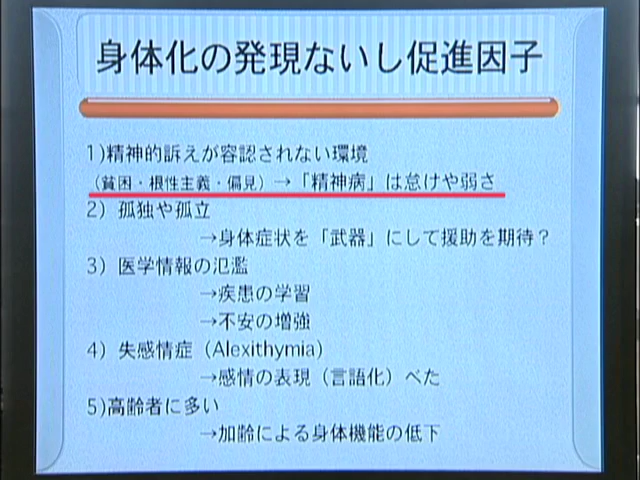 身体化の発現ないし促進因子
1)精神的訴えが容認されない環境
（貧困・根性主義・偏見）→「精神病」は怠けや弱さ
2）孤独や孤立
→身体症状を「武器」にして援助を期待？
3）医学情報の氾濫
→疾患の学習
→不安の増強
4）失感情症（Alexithymia）
→感情の表現（言語化）べた
5)高齢者に多い
→加齢による身体機能の低下